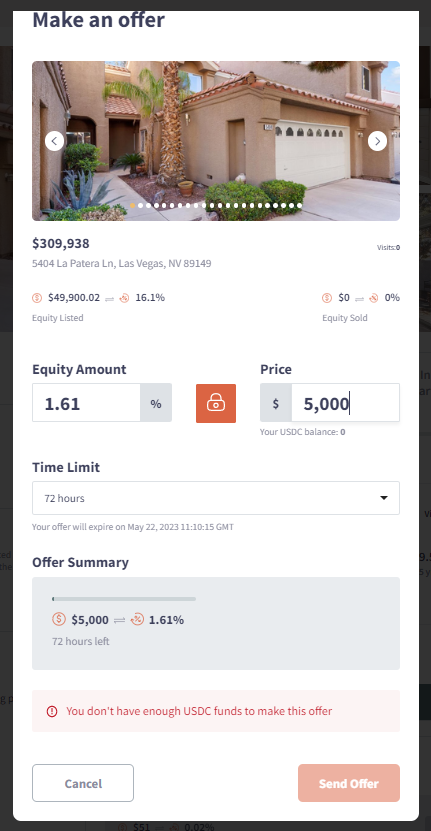 Make an offer
$309,938
Visits:0
5404 La Patera Ln, Las Vegas, NV 89149
$49,900.02 16.1% $0 0%
Equity Listed Equity Sold
Equity Amount Price
1.61 % $ 5,000
Your USDC balance: 0
Time Limit
72 hours
Your offer will expire on May 22, 2023 11:10:15 GMT
Offer Summary
$5,000 1.61%
72 hours left
You don't have enough USDC funds to make this offer
Cancel Send Offer
$51 0.02%